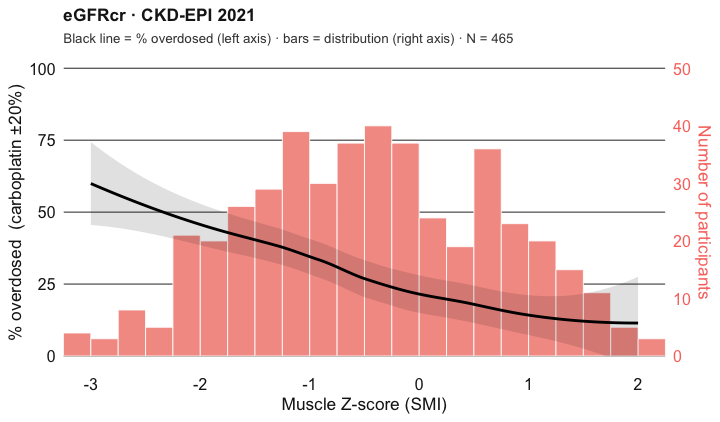 eGFRcr · CKD-EPI 2021
Black line = % overdosed (left axis) · bars = distribution (right axis) · N = 465
% overdosed (carboplatin ±20%)
100
75
50
25
0
50
40
30
20
10
0
Number of participants
-3 -2 -1 0 1 2
Muscle Z-score (SMI)